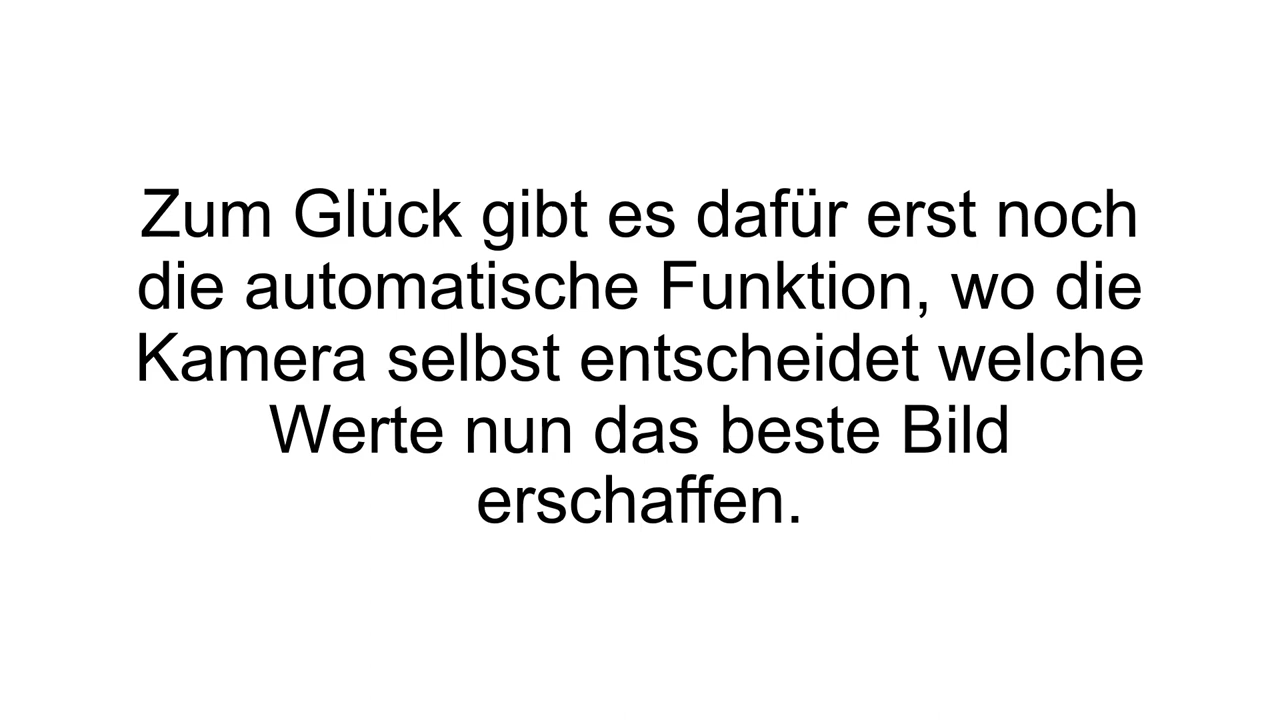 Zum Glück gibt es dafür erst noch
die automatische Funktion, wo die
Kamera selbst entscheidet welche
Werte nun das beste Bild
erschaffen.